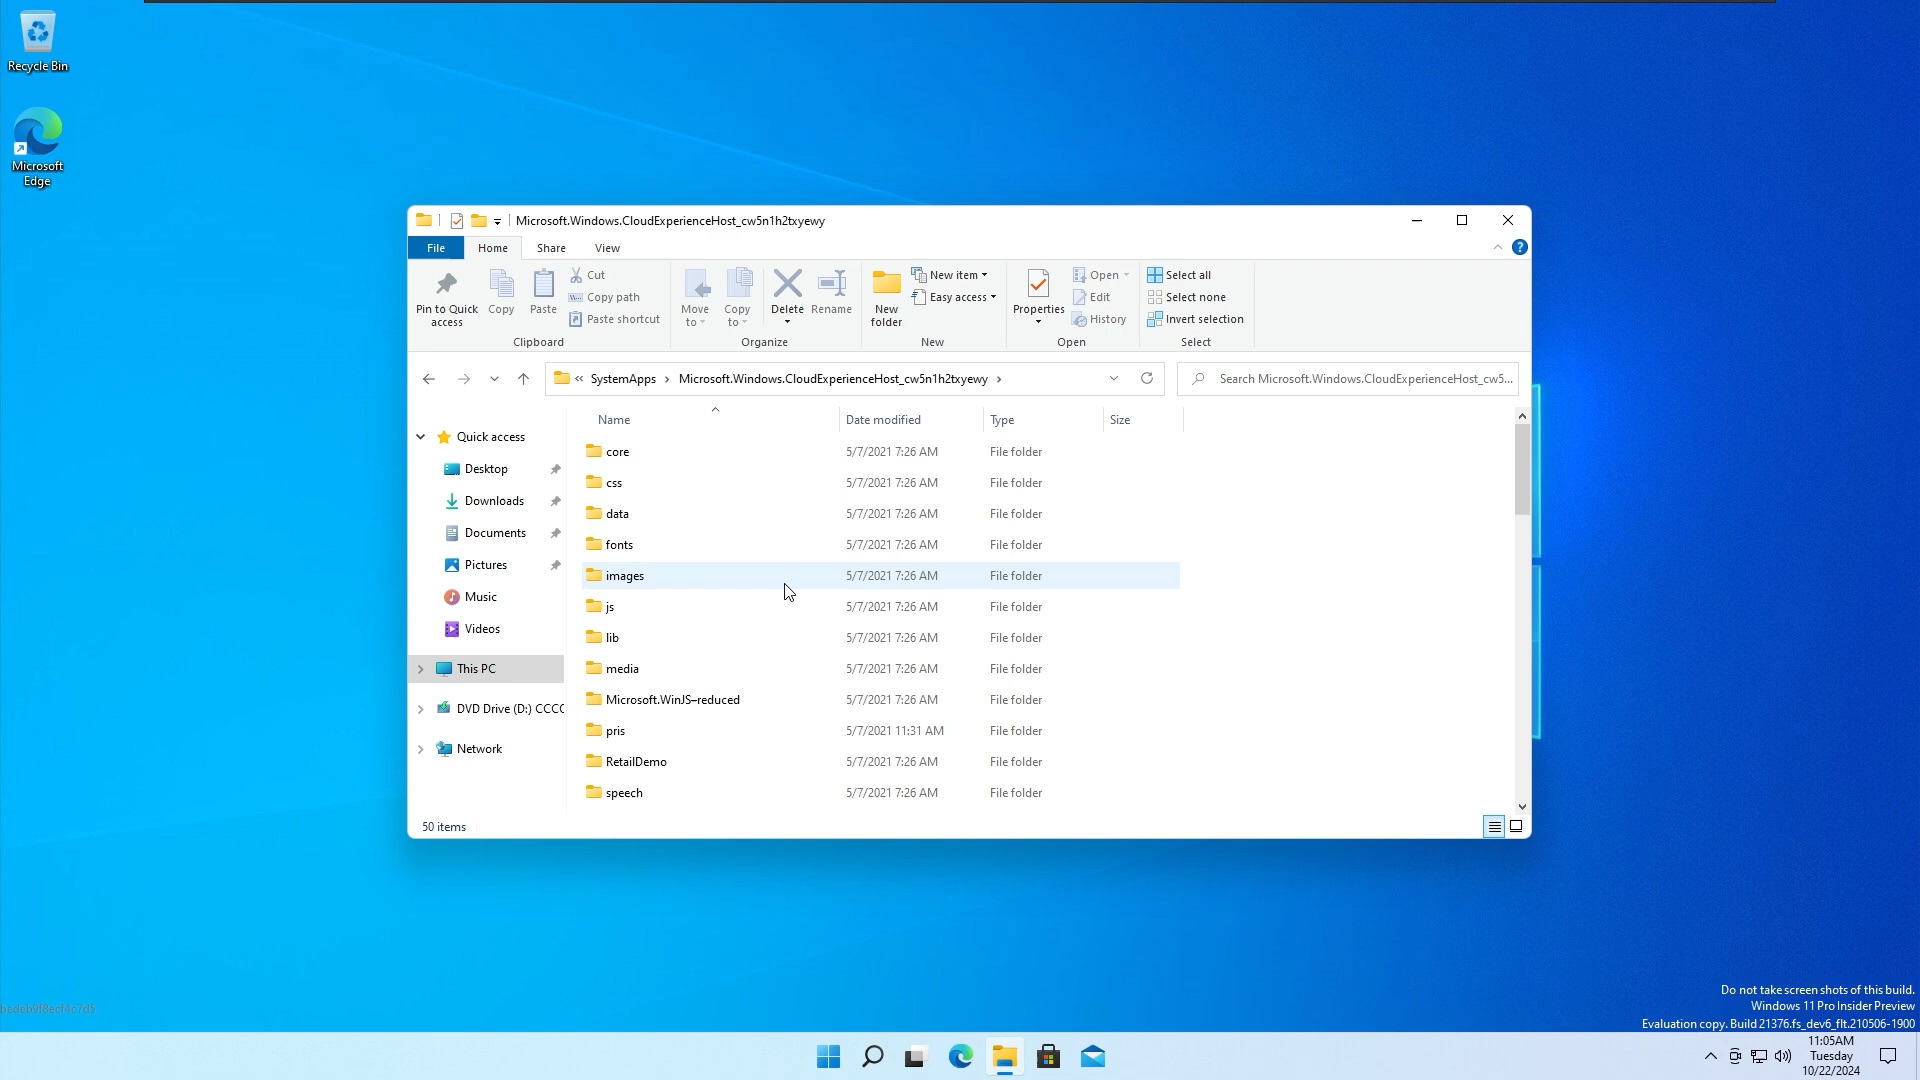 Recycle Bin
Microsoft
Edge
Microsoft.Windows.CloudExperienceHost_cw5n1h2txyewy
File
Home
Share
View
Pin to Quick
access
Copy
Paste
Cut
Copy path
Paste shortcut
Clipboard
Move
to
Copy
to
Delete
Rename
Organize
New
folder
New item
Easy access
New
Properties
Open
Edit
History
Open
Select all
Select none
Invert selection
Select
« SystemApps › Microsoft.Windows.CloudExperienceHost_cw5n1h2txyewy ›
Search Microsoft.Windows.CloudExperienceHost_cw5...
Quick access
Desktop
Downloads
Documents
Pictures
Music
Videos
This PC
DVD Drive (D:) CCC
Network
Name Date modified Type Size
core 5/7/2021 7:26 AM File folder
css 5/7/2021 7:26 AM File folder
data 5/7/2021 7:26 AM File folder
fonts 5/7/2021 7:26 AM File folder
images 5/7/2021 7:26 AM File folder
js 5/7/2021 7:26 AM File folder
lib 5/7/2021 7:26 AM File folder
media 5/7/2021 7:26 AM File folder
Microsoft.WinJS-reduced 5/7/2021 7:26 AM File folder
pris 5/7/2021 11:31 AM File folder
RetailDemo 5/7/2021 7:26 AM File folder
speech 5/7/2021 7:26 AM File folder
50 items
Do not take screen shots of this build.
Windows 11 Pro Insider Preview
Evaluation copy. Build 21376.fs_dev6_flt.210506-1900
11:05AM
Tuesday
10/22/2024